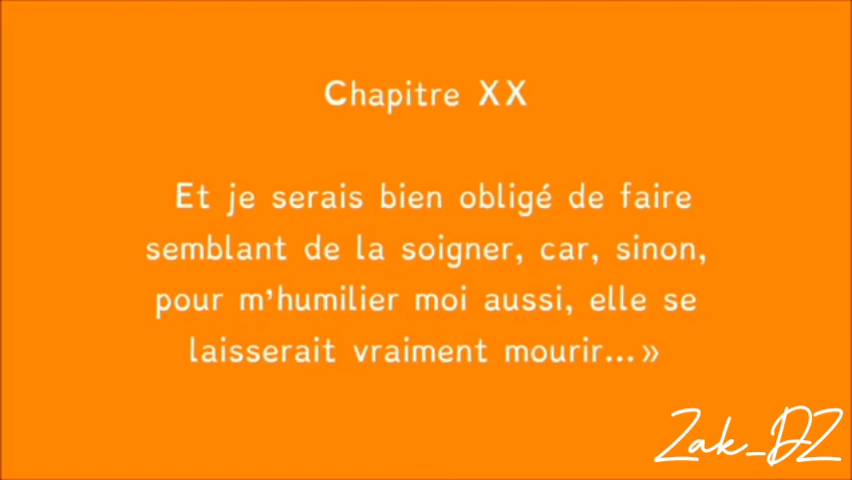 Chapitre XX
Et je serais bien obligé de faire
semblant de la soigner, car, sinon,
pour m'humilier moi aussi, elle se
laisserait vraiment mourir...»
Zak_DZ